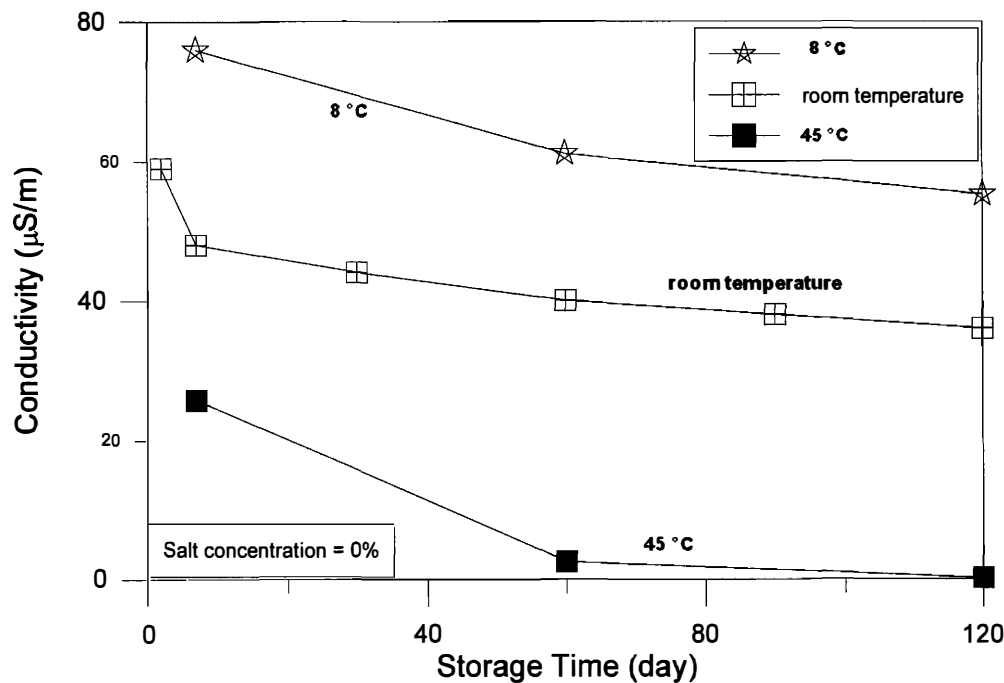 80
60
40
20
0
Conductivity (µS/m)
8 °C
room temperature
45 °C
8 °C
room temperature
45 °C
Salt concentration = 0%
0
40
80
120
Storage Time (day)